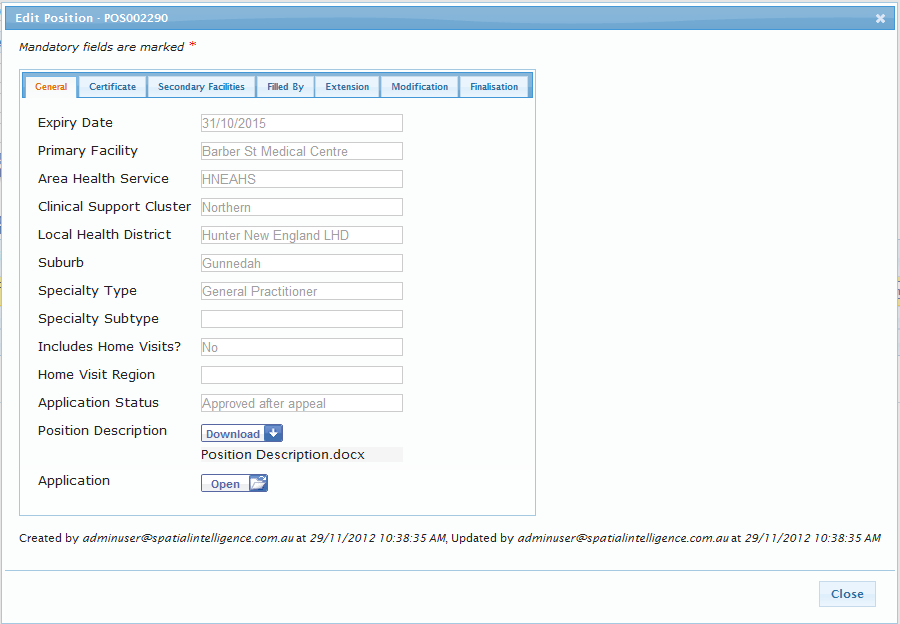 Edit Position - POS002290
Mandatory fields are marked *
General Certificate Secondary Facilities Filled By Extension Modification Finalisation
Expiry Date 31/10/2015
Primary Facility Barber St Medical Centre
Area Health Service HNEAHS
Clinical Support Cluster Northern
Local Health District Hunter New England LHD
Suburb Gunnedah
Specialty Type General Practitioner
Specialty Subtype
Includes Home Visits? No
Home Visit Region
Application Status Approved after appeal
Position Description Download
Position Description.docx
Application Open
Created by adminuser@spatialintelligence.com.au at 29/11/2012 10:38:35 AM, Updated by adminuser@spatialintelligence.com.au at 29/11/2012 10:38:35 AM
Close